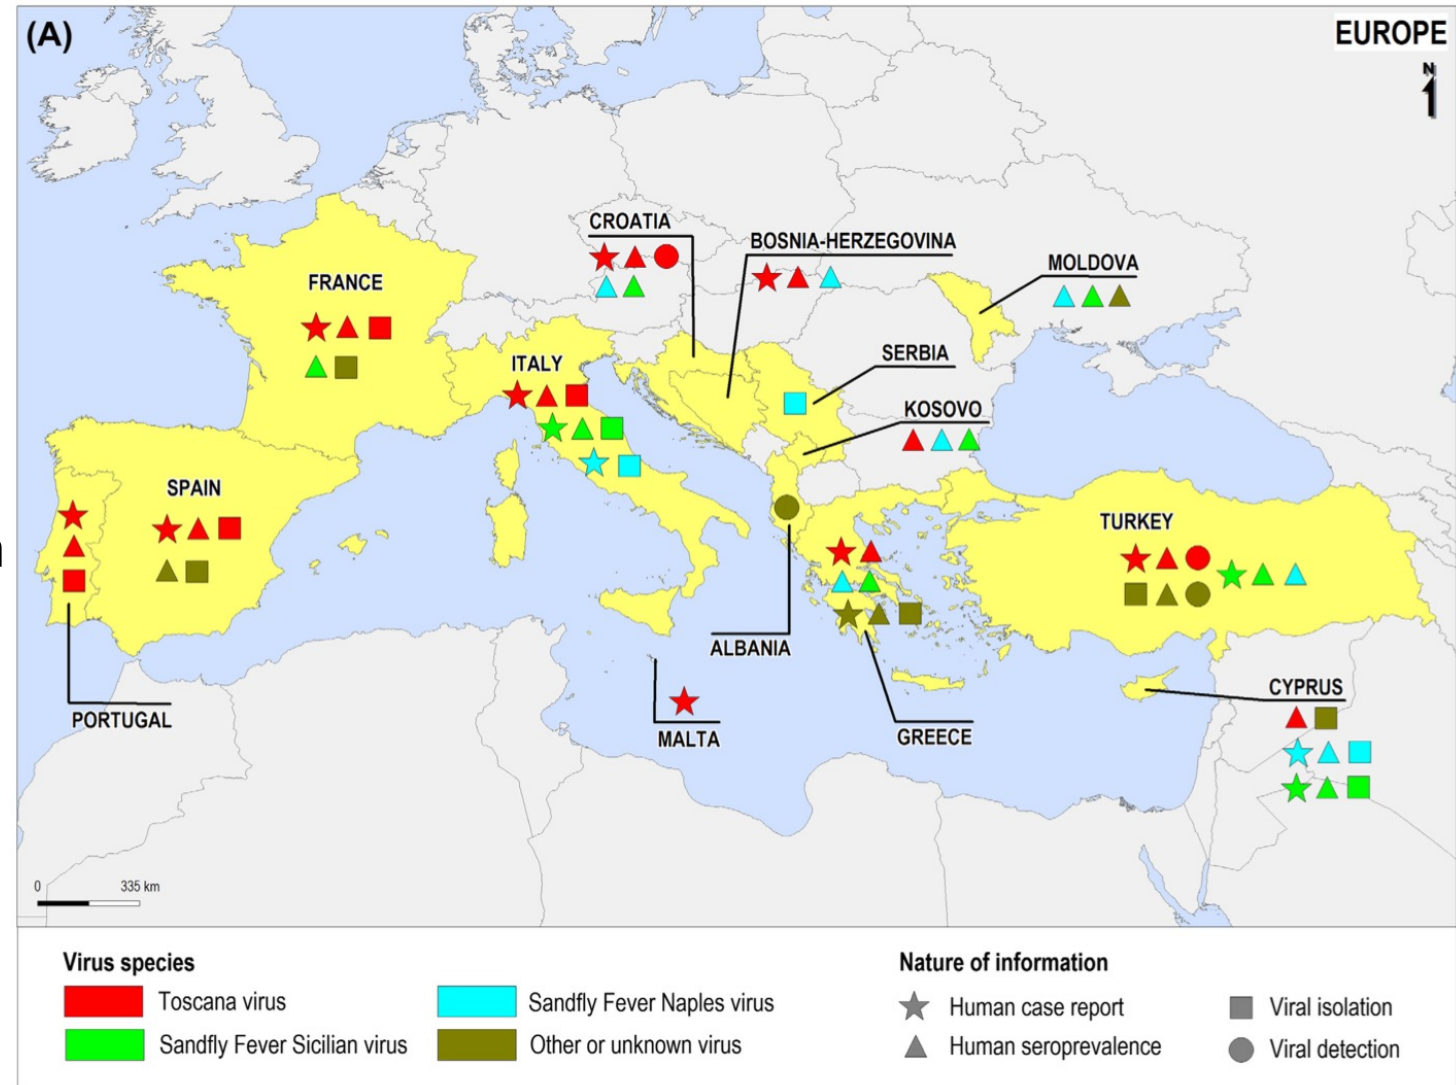 (A)
EUROPE
N
CROATIA
BOSNIA-HERZEGOVINA
MOLDOVA
FRANCE
SERBIA
ITALY
KOSOVO
SPAIN
TURKEY
ALBANIA
CYPRUS
PORTUGAL
MALTA
GREECE
0 335 km
Virus species
Toscana virus
Sandfly Fever Naples virus
Sandfly Fever Sicilian virus
Other or unknown virus
Nature of information
Human case report
Viral isolation
Human seroprevalence
Viral detection